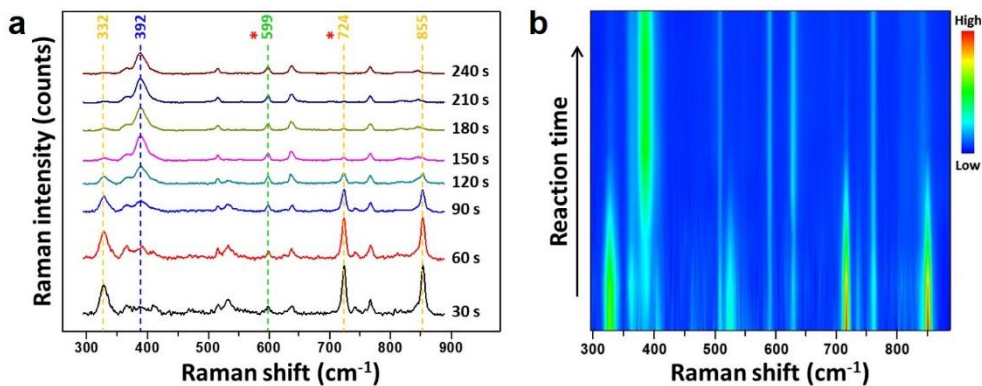 a
332
392
*
599
*
724
855
240 s
210 s
180 s
150 s
120 s
90 s
60 s
30 s
Raman intensity (counts)
300 400 500 600 700 800 900
Raman shift (cm⁻¹)
b
High
Low
Reaction time
300 400 500 600 700 800
Raman shift (cm⁻¹)